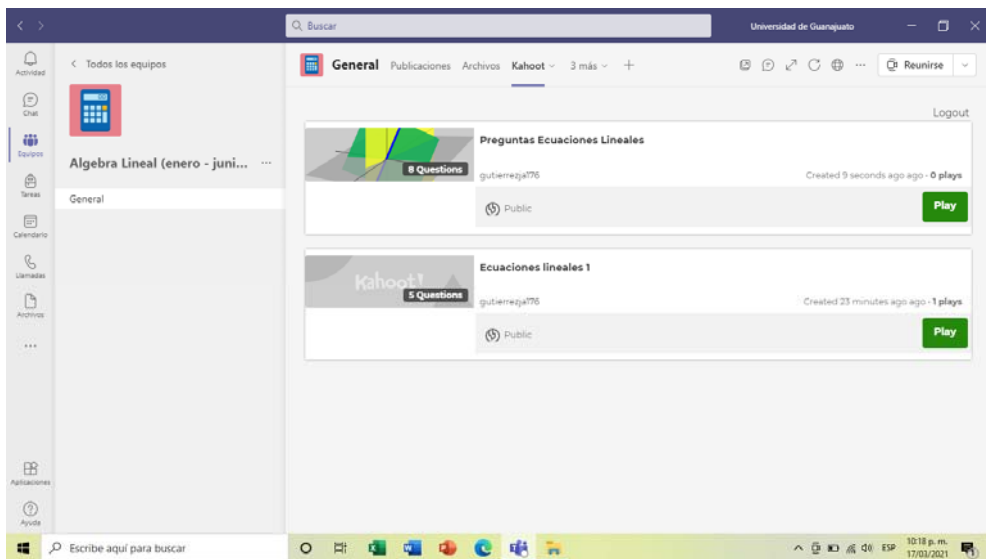 Buscar
Universidad de Guanajuato
Actividad
Chat
Equipos
Tareas
Calendario
Llamadas
Archivos
Aplicaciones
Ayuda
Todos los equipos
Algebra Lineal (enero - juni...
General
General Publicaciones Archivos Kahoot 3 más
Reunirse
Logout
8 Questions
Preguntas Ecuaciones Lineales
gutierrezja176
Created 9 seconds ago ago - 0 plays
Public
Play
Kahoot!
5 Questions
Ecuaciones lineales 1
gutierrezja176
Created 23 minutes ago ago - 1 plays
Public
Play
Escribe aquí para buscar
ESP
10:18 p. m.
17/03/2021